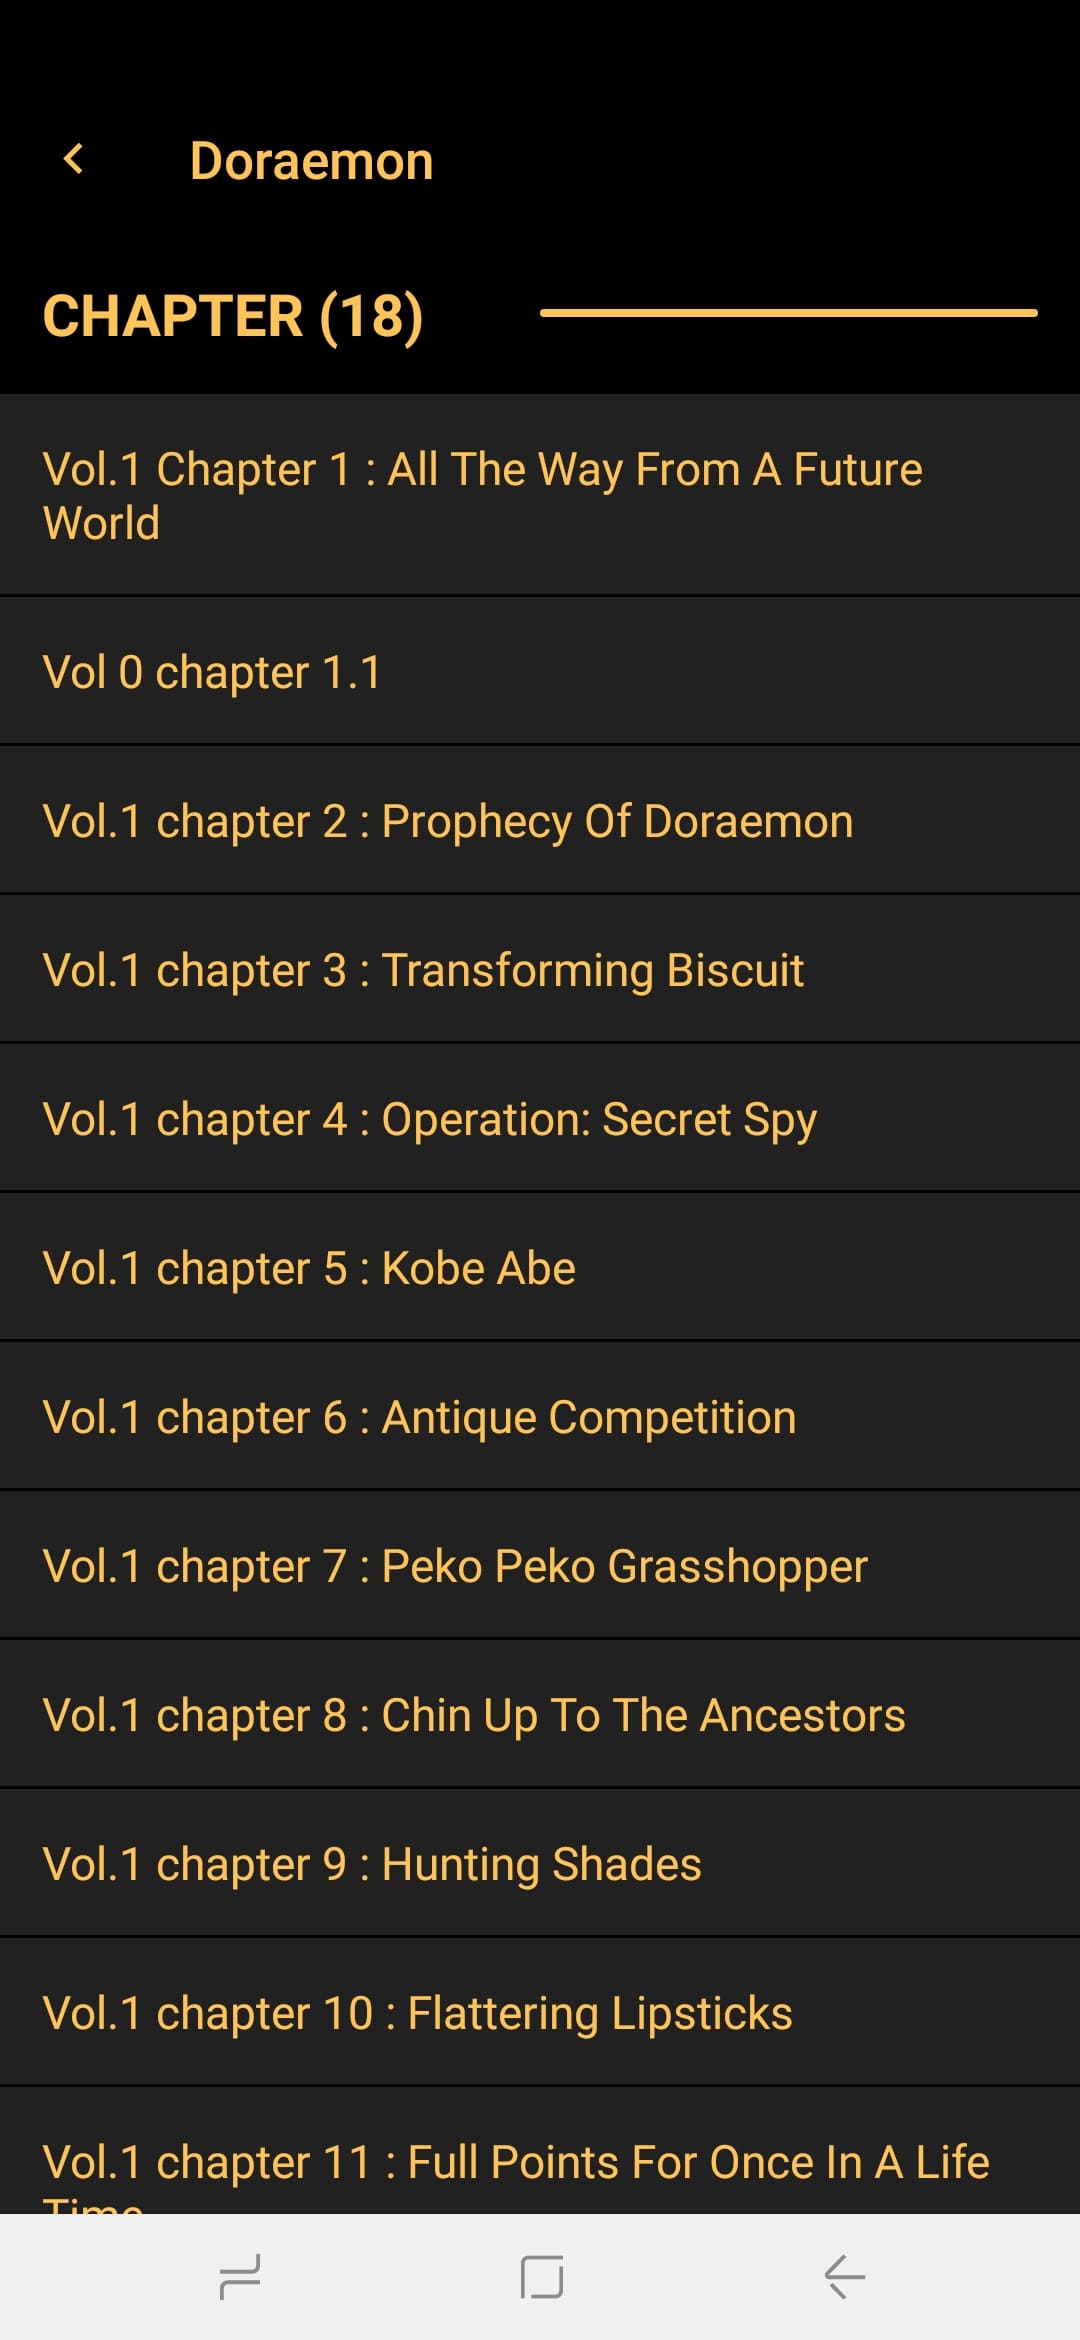 Doraemon
CHAPTER (18)
Vol.1 Chapter 1 : All The Way From A Future
World
Vol 0 chapter 1.1
Vol.1 chapter 2 : Prophecy Of Doraemon
Vol.1 chapter 3 : Transforming Biscuit
Vol.1 chapter 4 : Operation: Secret Spy
Vol.1 chapter 5 : Kobe Abe
Vol.1 chapter 6 : Antique Competition
Vol.1 chapter 7 : Peko Peko Grasshopper
Vol.1 chapter 8 : Chin Up To The Ancestors
Vol.1 chapter 9 : Hunting Shades
Vol.1 chapter 10 : Flattering Lipsticks
Vol.1 chapter 11 : Full Points For Once In A Life
Time